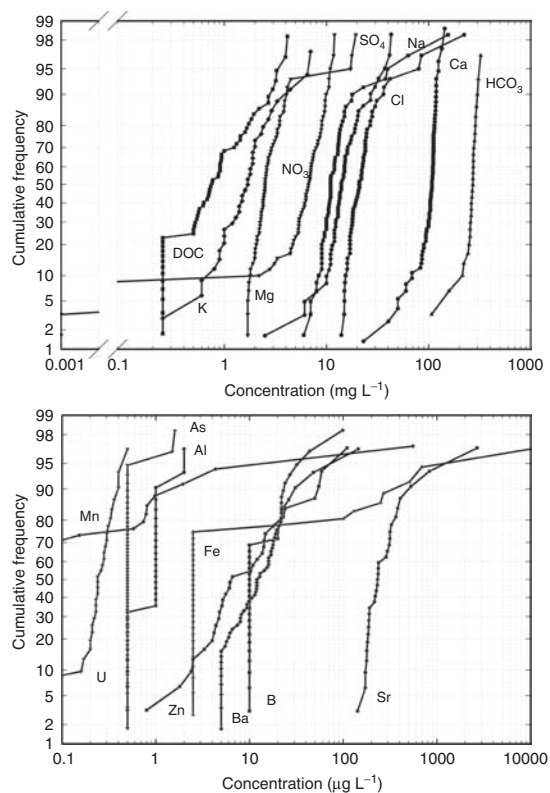 99
98
95
90
80
70
60
50
40
30
20
10
5
2
1
Cumulative frequency
SO4
Na
Ca
HCO3
Cl
NO3
DOC
K
Mg
0.001 0.1 1 10 100 1000
Concentration (mg L−1)
99
98
95
90
80
70
60
50
40
30
20
10
5
2
1
Cumulative frequency
As
Al
Mn
Fe
U
Zn
Ba
B
Sr
0.1 1 10 100 1000 10000
Concentration (μg L−1)